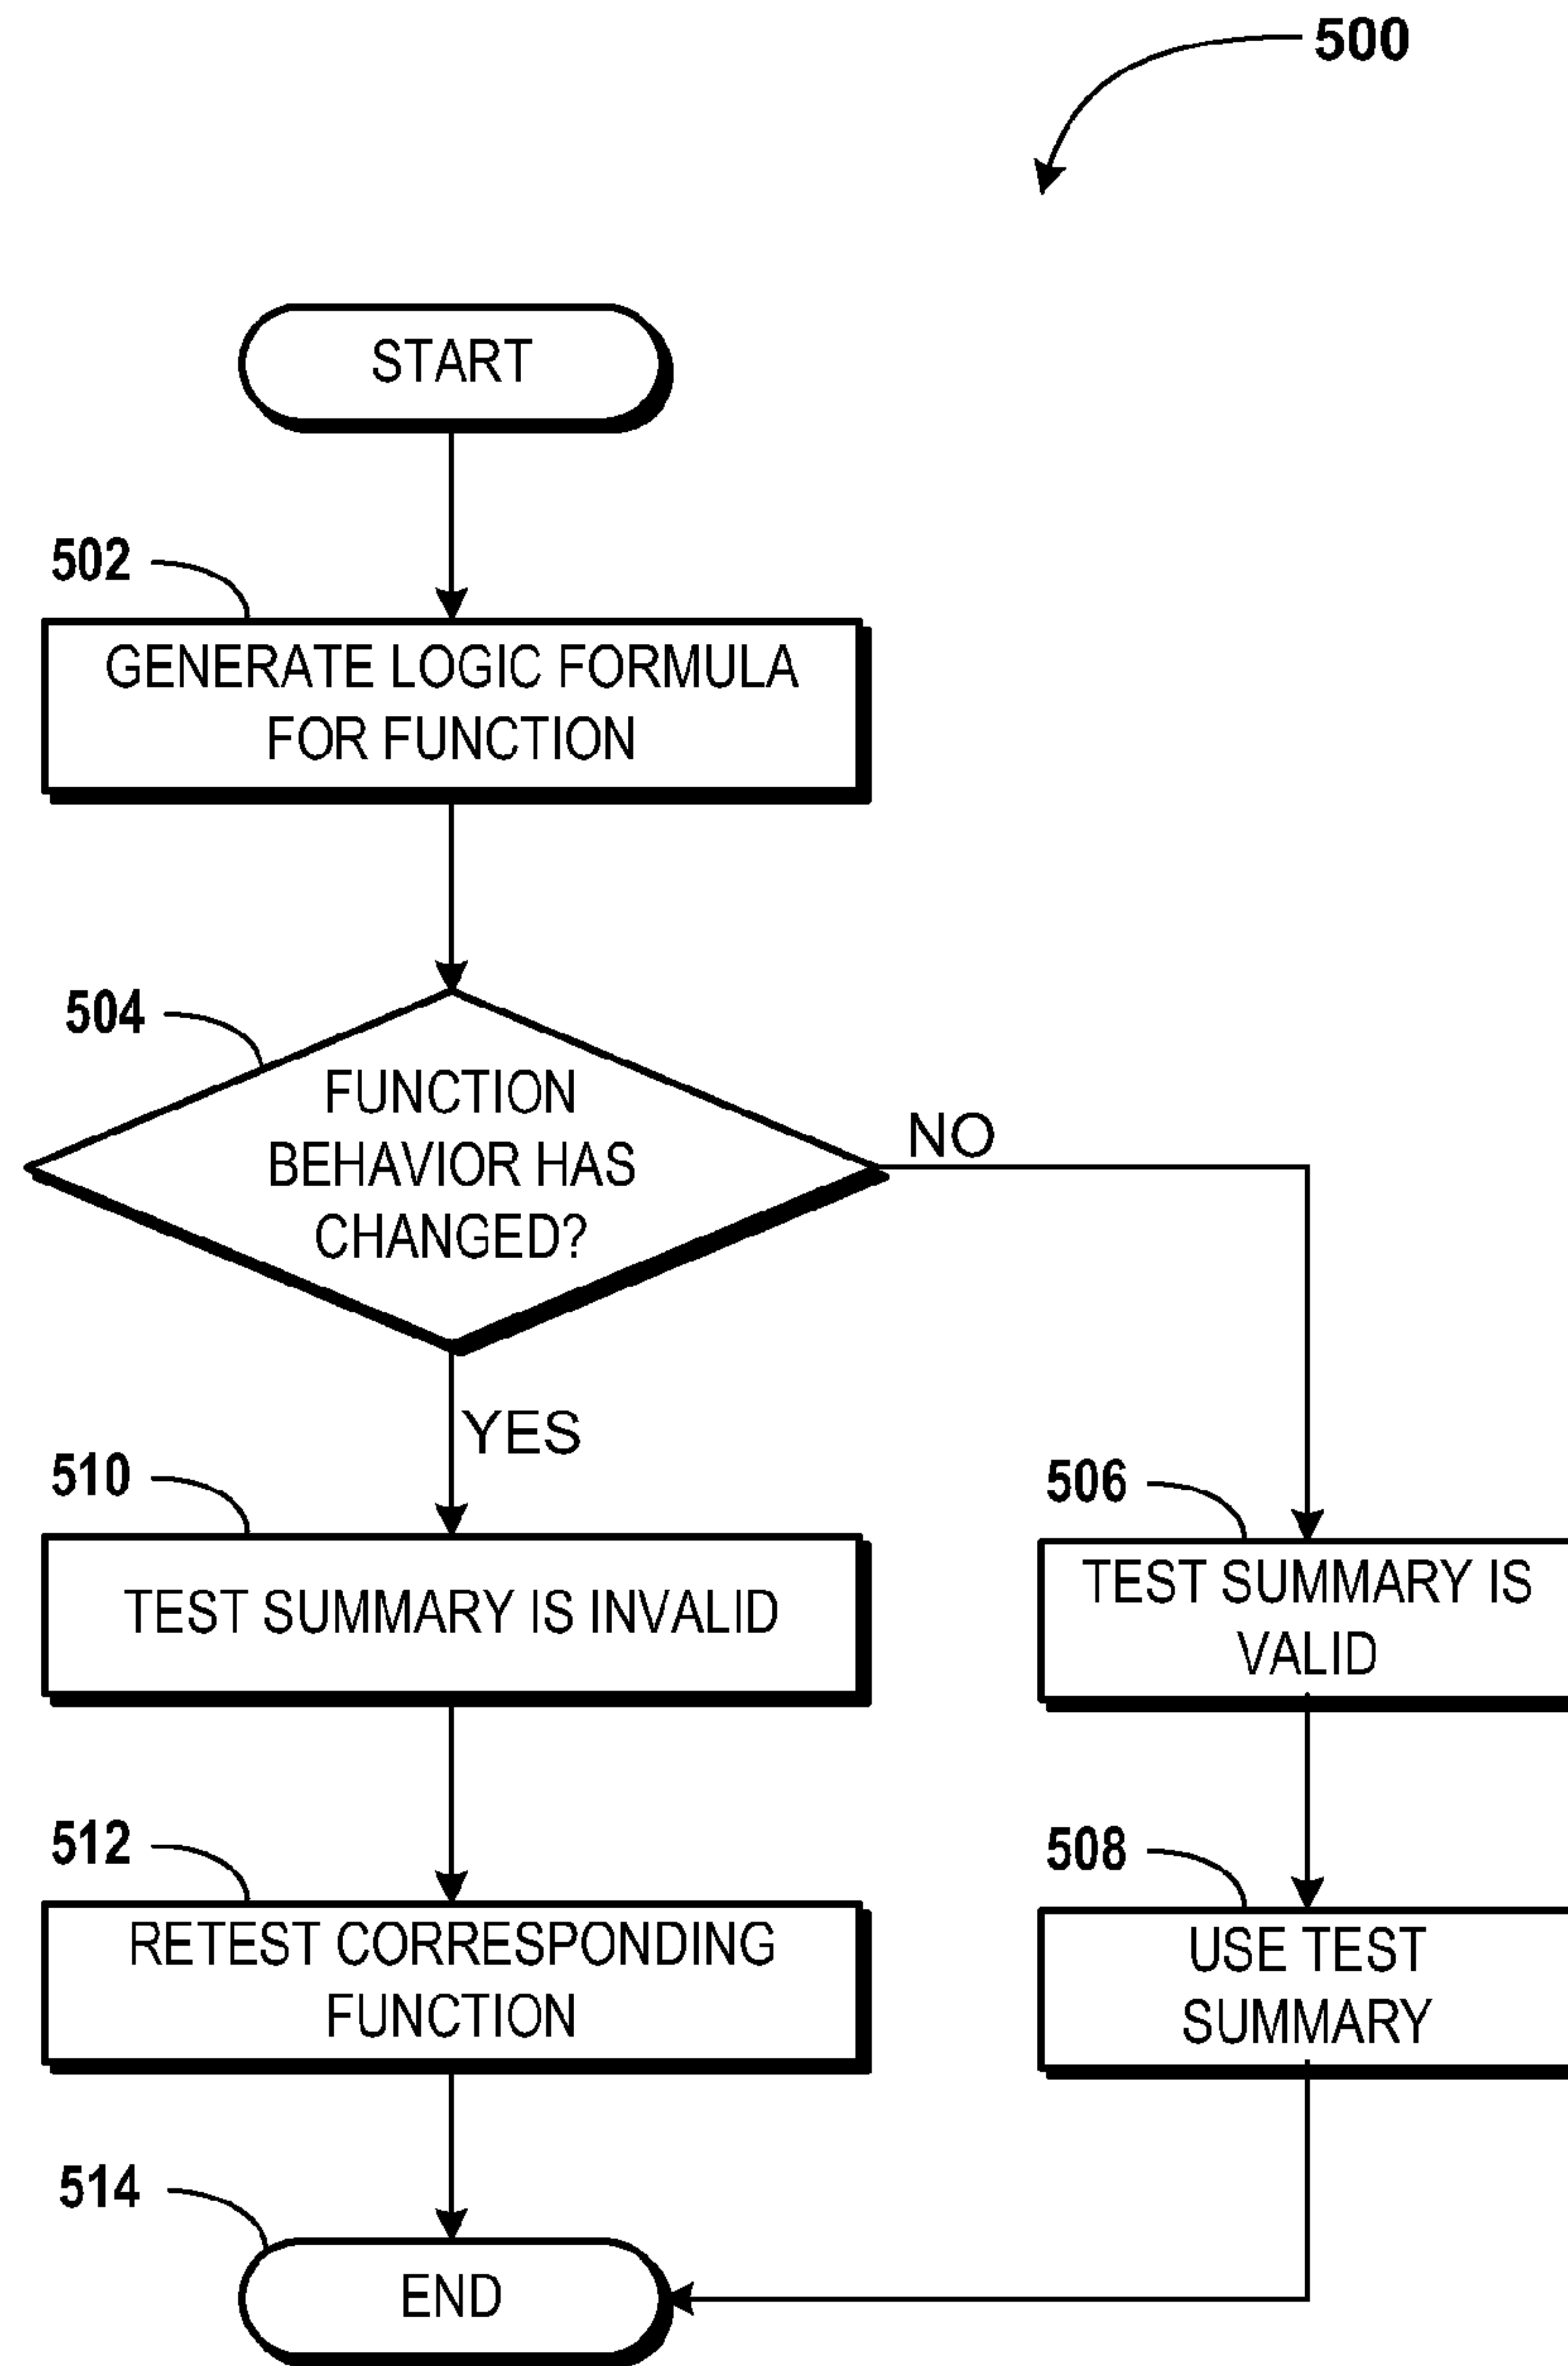 500
START
502
GENERATE LOGIC FORMULA
FOR FUNCTION
504
FUNCTION
BEHAVIOR HAS
CHANGED?
NO
YES
510
TEST SUMMARY IS INVALID
506
TEST SUMMARY IS
VALID
512
RETEST CORRESPONDING
FUNCTION
508
USE TEST
SUMMARY
514
END